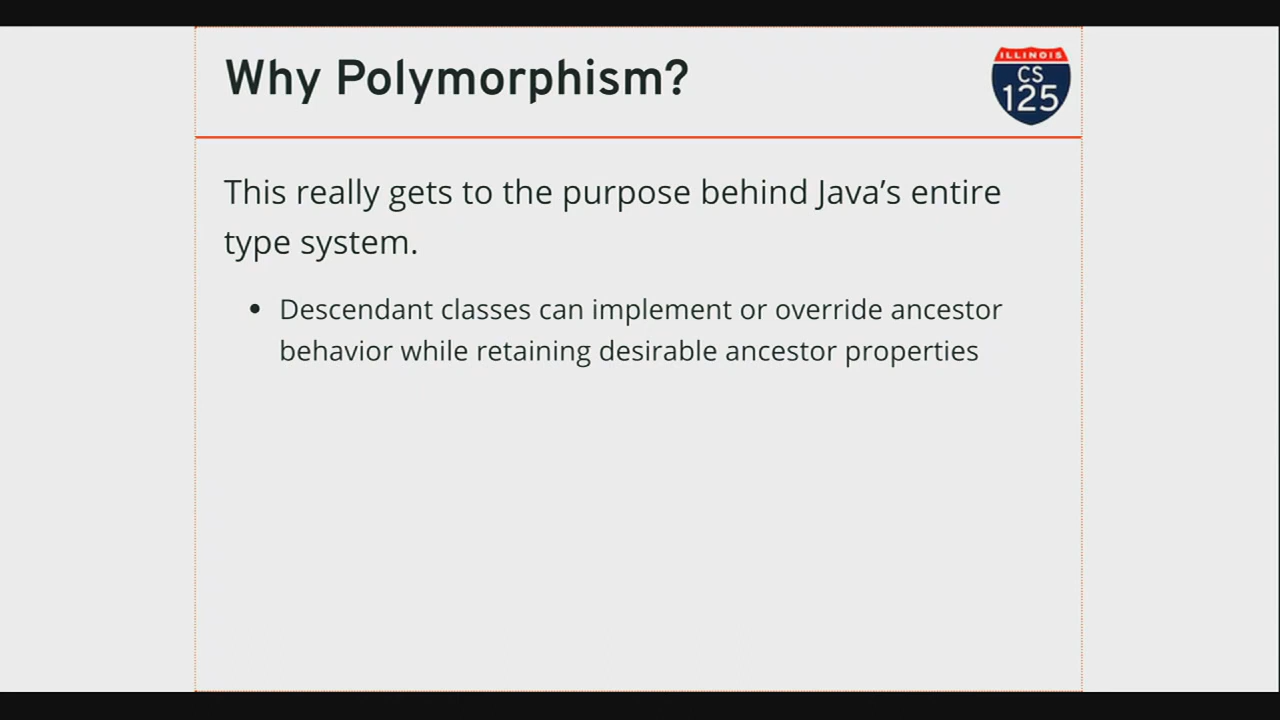 Why Polymorphism?
ILLINOIS
CS
125
This really gets to the purpose behind Java’s entire
type system.
• Descendant classes can implement or override ancestor
behavior while retaining desirable ancestor properties